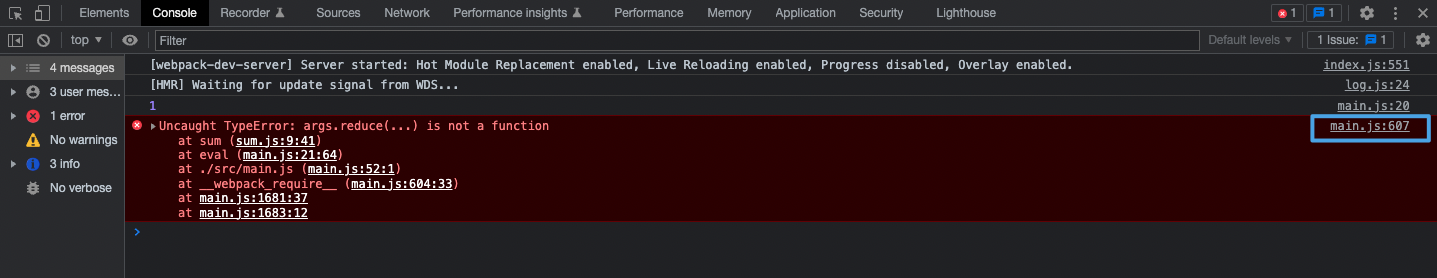 Elements Console Recorder Sources Network Performance insights Performance Memory Application Security Lighthouse 1 1
top Filter Default levels 1 Issue: 1
4 messages
3 user mes...
1 error
No warnings
3 info
No verbose
[webpack-dev-server] Server started: Hot Module Replacement enabled, Live Reloading enabled, Progress disabled, Overlay enabled. index.js:551
[HMR] Waiting for update signal from WDS... log.js:24
1 main.js:20
Uncaught TypeError: args.reduce(...) is not a function main.js:607
at sum (sum.js:9:41)
at eval (main.js:21:64)
at ./src/main.js (main.js:52:1)
at __webpack_require__ (main.js:604:33)
at main.js:1681:37
at main.js:1683:12